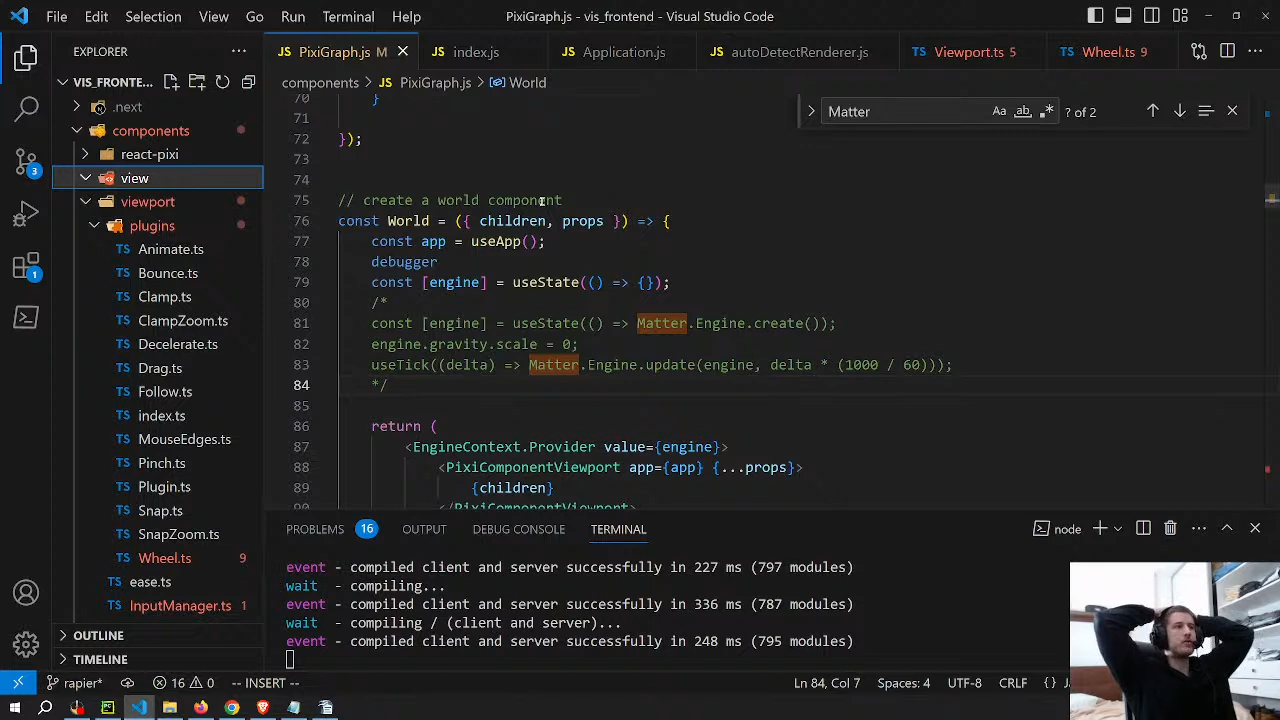 File Edit Selection View Go Run Terminal Help
PixiGraph.js - vis_frontend - Visual Studio Code
EXPLORER
VIS_FRONTE...
.next
components
react-pixi
view
viewport
plugins
Animate.ts
Bounce.ts
Clamp.ts
ClampZoom.ts
Decelerate.ts
Drag.ts
Follow.ts
index.ts
MouseEdges.ts
Pinch.ts
Plugin.ts
Snap.ts
SnapZoom.ts
Wheel.ts 9
ease.ts
InputManager.ts 1
OUTLINE
TIMELINE
3
1
JS PixiGraph.js M
JS index.js
JS Application.js
JS autoDetectRenderer.js
TS Viewport.ts 5
TS Wheel.ts 9
components > JS PixiGraph.js > World
Matter
Aa ab .*
? of 2
70 }
71
72 });
73
74
75 // create a world component
76 const World = ({ children, props }) => {
77 const app = useApp();
78 debugger
79 const [engine] = useState(() => {});
80 /*
81 const [engine] = useState(() => Matter.Engine.create());
82 engine.gravity.scale = 0;
83 useTick((delta) => Matter.Engine.update(engine, delta * (1000 / 60)));
84 */
85
86 return (
87 <EngineContext.Provider value={engine}>
88 <PixiComponentViewport app={app} {...props}>
89 {children}
90 </PixiComponentViewport>
PROBLEMS 16 OUTPUT DEBUG CONSOLE TERMINAL
node
event - compiled client and server successfully in 227 ms (797 modules)
wait - compiling...
event - compiled client and server successfully in 336 ms (787 modules)
wait - compiling / (client and server)...
event - compiled client and server successfully in 248 ms (795 modules)
rapier* 16 0 -- INSERT -- Ln 84, Col 7 Spaces: 4 UTF-8 CRLF { }